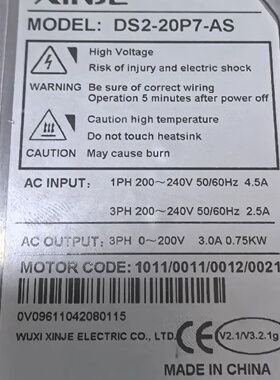 XINJE
MODEL: DS2-20P7-AS
High Voltage
Risk of injury and electric shock
WARNING
Be sure of correct wiring
Operation 5 minutes after power off
Caution high temperature
Do not touch heatsink
CAUTION
May cause burn
AC INPUT: 1PH 200~240V 50/60Hz 4.5A
3PH 200~240V 50/60Hz 2.5A
AC OUTPUT: 3PH 0~200V 3.0A 0.75KW
MOTOR CODE: 1011/0011/0012/0021
0V09611042080115
WUXI XINJE ELECTRIC CO., LTD.
CE
V2.1/V3.2.1g
MADE IN CHINA